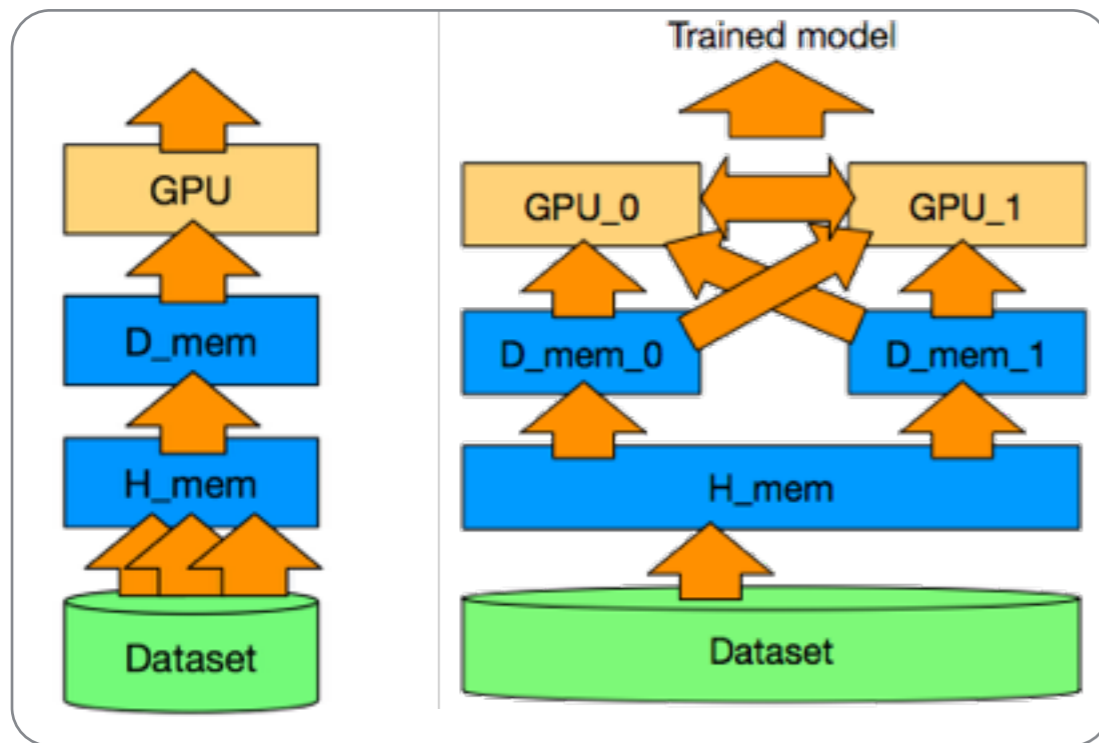 GPU
D_mem
H_mem
Dataset
Trained model
GPU_0
GPU_1
D_mem_0
D_mem_1
H_mem
Dataset